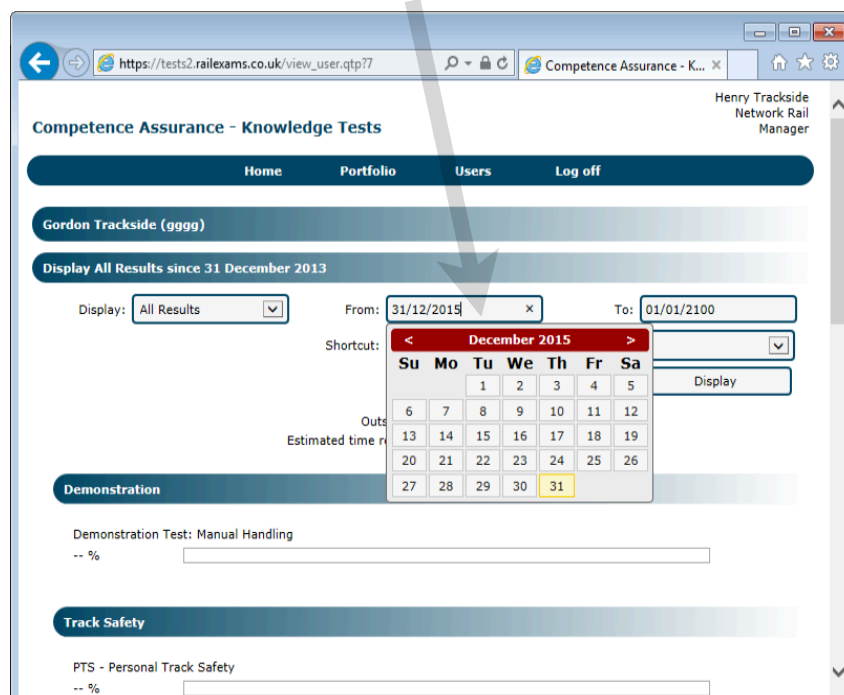 https://tests2.railexams.co.uk/view_user.qtp?7
Competence Assurance - K...
Henry Trackside
Network Rail
Manager
Competence Assurance - Knowledge Tests
Home Portfolio Users Log off
Gordon Trackside (gggg)
Display All Results since 31 December 2013
Display: All Results From: 31/12/2015 × To: 01/01/2100
Shortcut:
< December 2015 >
Su Mo Tu We Th Fr Sa
1 2 3 4 5
Display
6 7 8 9 10 11 12
Outs
13 14 15 16 17 18 19
Estimated time r
20 21 22 23 24 25 26
27 28 29 30 31
Demonstration
Demonstration Test: Manual Handling
-- %
Track Safety
PTS - Personal Track Safety
-- %